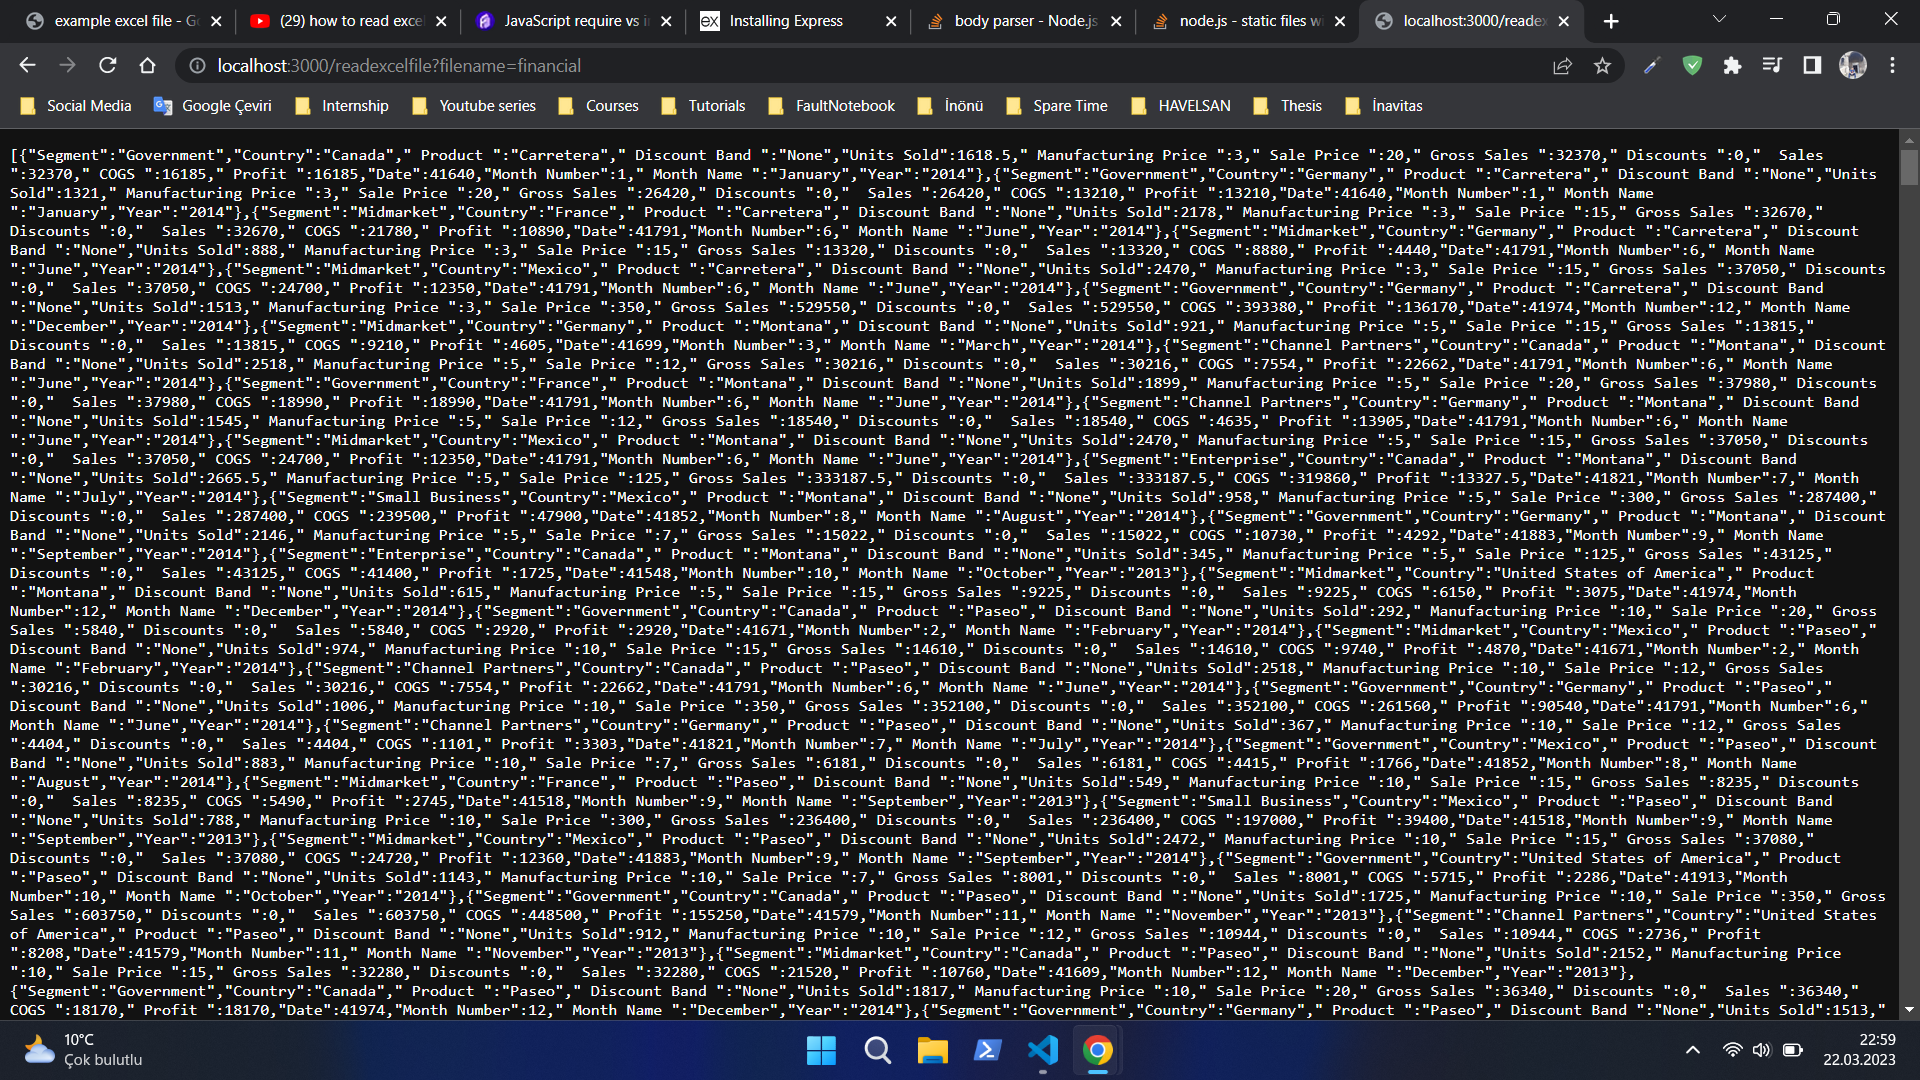 example excel file - Go
(29) how to read exce
JavaScript require vs i
ex Installing Express
body parser - Node.js
node.js - static files wi
localhost:3000/readex
localhost:3000/readexcelfile?filename=financial
Social Media
Google Çeviri
Internship
Youtube series
Courses
Tutorials
FaultNotebook
İnönü
Spare Time
HAVELSAN
Thesis
İnavitas
[{"Segment":"Government","Country":"Canada"," Product ":"Carretera"," Discount Band ":"None","Units Sold":1618.5," Manufacturing Price ":3," Sale Price ":20," Gross Sales ":32370," Discounts ":0,"  Sales
":32370," COGS ":16185," Profit ":16185,"Date":41640,"Month Number":1," Month Name ":"January","Year":"2014"},{"Segment":"Government","Country":"Germany"," Product ":"Carretera"," Discount Band ":"None","Units
Sold":1321," Manufacturing Price ":3," Sale Price ":20," Gross Sales ":26420," Discounts ":0,"  Sales ":26420," COGS ":13210," Profit ":13210,"Date":41640,"Month Number":1," Month Name
":"January","Year":"2014"},{"Segment":"Midmarket","Country":"France"," Product ":"Carretera"," Discount Band ":"None","Units Sold":2178," Manufacturing Price ":3," Sale Price ":15," Gross Sales ":32670,"
Discounts ":0,"  Sales ":32670," COGS ":21780," Profit ":10890,"Date":41791,"Month Number":6," Month Name ":"June","Year":"2014"},{"Segment":"Midmarket","Country":"Germany"," Product ":"Carretera"," Discount
Band ":"None","Units Sold":888," Manufacturing Price ":3," Sale Price ":15," Gross Sales ":13320," Discounts ":0,"  Sales ":13320," COGS ":8880," Profit ":4440,"Date":41791,"Month Number":6," Month Name
":"June","Year":"2014"},{"Segment":"Midmarket","Country":"Mexico"," Product ":"Carretera"," Discount Band ":"None","Units Sold":2470," Manufacturing Price ":3," Sale Price ":15," Gross Sales ":37050," Discounts
":0,"  Sales ":37050," COGS ":24700," Profit ":12350,"Date":41791,"Month Number":6," Month Name ":"June","Year":"2014"},{"Segment":"Government","Country":"Germany"," Product ":"Carretera"," Discount Band
":"None","Units Sold":1513," Manufacturing Price ":3," Sale Price ":350," Gross Sales ":529550," Discounts ":0,"  Sales ":529550," COGS ":393380," Profit ":136170,"Date":41974,"Month Number":12," Month Name
":"December","Year":"2014"},{"Segment":"Midmarket","Country":"Germany"," Product ":"Montana"," Discount Band ":"None","Units Sold":921," Manufacturing Price ":5," Sale Price ":15," Gross Sales ":13815,"
Discounts ":0,"  Sales ":13815," COGS ":9210," Profit ":4605,"Date":41699,"Month Number":3," Month Name ":"March","Year":"2014"},{"Segment":"Channel Partners","Country":"Canada"," Product ":"Montana"," Discount
Band ":"None","Units Sold":2518," Manufacturing Price ":5," Sale Price ":12," Gross Sales ":30216," Discounts ":0,"  Sales ":30216," COGS ":7554," Profit ":22662,"Date":41791,"Month Number":6," Month Name
":"June","Year":"2014"},{"Segment":"Government","Country":"France"," Product ":"Montana"," Discount Band ":"None","Units Sold":1899," Manufacturing Price ":5," Sale Price ":20," Gross Sales ":37980," Discounts
":0,"  Sales ":37980," COGS ":18990," Profit ":18990,"Date":41791,"Month Number":6," Month Name ":"June","Year":"2014"},{"Segment":"Channel Partners","Country":"Germany"," Product ":"Montana"," Discount Band
":"None","Units Sold":1545," Manufacturing Price ":5," Sale Price ":12," Gross Sales ":18540," Discounts ":0,"  Sales ":18540," COGS ":4635," Profit ":13905,"Date":41791,"Month Number":6," Month Name
":"June","Year":"2014"},{"Segment":"Midmarket","Country":"Mexico"," Product ":"Montana"," Discount Band ":"None","Units Sold":2470," Manufacturing Price ":5," Sale Price ":15," Gross Sales ":37050," Discounts
":0,"  Sales ":37050," COGS ":24700," Profit ":12350,"Date":41791,"Month Number":6," Month Name ":"June","Year":"2014"},{"Segment":"Enterprise","Country":"Canada"," Product ":"Montana"," Discount Band
":"None","Units Sold":2665.5," Manufacturing Price ":5," Sale Price ":125," Gross Sales ":333187.5," Discounts ":0,"  Sales ":333187.5," COGS ":319860," Profit ":13327.5,"Date":41821,"Month Number":7," Month
Name ":"July","Year":"2014"},{"Segment":"Small Business","Country":"Mexico"," Product ":"Montana"," Discount Band ":"None","Units Sold":958," Manufacturing Price ":5," Sale Price ":300," Gross Sales ":287400,"
Discounts ":0,"  Sales ":287400," COGS ":239500," Profit ":47900,"Date":41852,"Month Number":8," Month Name ":"August","Year":"2014"},{"Segment":"Government","Country":"Germany"," Product ":"Montana"," Discount
Band ":"None","Units Sold":2146," Manufacturing Price ":5," Sale Price ":7," Gross Sales ":15022," Discounts ":0,"  Sales ":15022," COGS ":10730," Profit ":4292,"Date":41883,"Month Number":9," Month Name
":"September","Year":"2014"},{"Segment":"Enterprise","Country":"Canada"," Product ":"Montana"," Discount Band ":"None","Units Sold":345," Manufacturing Price ":5," Sale Price ":125," Gross Sales ":43125,"
Discounts ":0,"  Sales ":43125," COGS ":41400," Profit ":1725,"Date":41548,"Month Number":10," Month Name ":"October","Year":"2013"},{"Segment":"Midmarket","Country":"United States of America"," Product
":"Montana"," Discount Band ":"None","Units Sold":615," Manufacturing Price ":5," Sale Price ":15," Gross Sales ":9225," Discounts ":0,"  Sales ":9225," COGS ":6150," Profit ":3075,"Date":41974,"Month
Number":12," Month Name ":"December","Year":"2014"},{"Segment":"Government","Country":"Canada"," Product ":"Paseo"," Discount Band ":"None","Units Sold":292," Manufacturing Price ":10," Sale Price ":20," Gross
Sales ":5840," Discounts ":0,"  Sales ":5840," COGS ":2920," Profit ":2920,"Date":41671,"Month Number":2," Month Name ":"February","Year":"2014"},{"Segment":"Midmarket","Country":"Mexico"," Product ":"Paseo","
Discount Band ":"None","Units Sold":974," Manufacturing Price ":10," Sale Price ":15," Gross Sales ":14610," Discounts ":0,"  Sales ":14610," COGS ":9740," Profit ":4870,"Date":41671,"Month Number":2," Month
Name ":"February","Year":"2014"},{"Segment":"Channel Partners","Country":"Canada"," Product ":"Paseo"," Discount Band ":"None","Units Sold":2518," Manufacturing Price ":10," Sale Price ":12," Gross Sales
":30216," Discounts ":0,"  Sales ":30216," COGS ":7554," Profit ":22662,"Date":41791,"Month Number":6," Month Name ":"June","Year":"2014"},{"Segment":"Government","Country":"Germany"," Product ":"Paseo","
Discount Band ":"None","Units Sold":1006," Manufacturing Price ":10," Sale Price ":350," Gross Sales ":352100," Discounts ":0,"  Sales ":352100," COGS ":261560," Profit ":90540,"Date":41791,"Month Number":6,"
Month Name ":"June","Year":"2014"},{"Segment":"Channel Partners","Country":"Germany"," Product ":"Paseo"," Discount Band ":"None","Units Sold":367," Manufacturing Price ":10," Sale Price ":12," Gross Sales
":4404," Discounts ":0,"  Sales ":4404," COGS ":1101," Profit ":3303,"Date":41821,"Month Number":7," Month Name ":"July","Year":"2014"},{"Segment":"Government","Country":"Mexico"," Product ":"Paseo"," Discount
Band ":"None","Units Sold":883," Manufacturing Price ":10," Sale Price ":7," Gross Sales ":6181," Discounts ":0,"  Sales ":6181," COGS ":4415," Profit ":1766,"Date":41852,"Month Number":8," Month Name
":"August","Year":"2014"},{"Segment":"Midmarket","Country":"France"," Product ":"Paseo"," Discount Band ":"None","Units Sold":549," Manufacturing Price ":10," Sale Price ":15," Gross Sales ":8235," Discounts
":0,"  Sales ":8235," COGS ":5490," Profit ":2745,"Date":41518,"Month Number":9," Month Name ":"September","Year":"2013"},{"Segment":"Small Business","Country":"Mexico"," Product ":"Paseo"," Discount Band
":"None","Units Sold":788," Manufacturing Price ":10," Sale Price ":300," Gross Sales ":236400," Discounts ":0,"  Sales ":236400," COGS ":197000," Profit ":39400,"Date":41518,"Month Number":9," Month Name
":"September","Year":"2013"},{"Segment":"Midmarket","Country":"Mexico"," Product ":"Paseo"," Discount Band ":"None","Units Sold":2472," Manufacturing Price ":10," Sale Price ":15," Gross Sales ":37080,"
Discounts ":0,"  Sales ":37080," COGS ":24720," Profit ":12360,"Date":41883,"Month Number":9," Month Name ":"September","Year":"2014"},{"Segment":"Government","Country":"United States of America"," Product
":"Paseo"," Discount Band ":"None","Units Sold":1143," Manufacturing Price ":10," Sale Price ":7," Gross Sales ":8001," Discounts ":0,"  Sales ":8001," COGS ":5715," Profit ":2286,"Date":41913,"Month
Number":10," Month Name ":"October","Year":"2014"},{"Segment":"Government","Country":"Canada"," Product ":"Paseo"," Discount Band ":"None","Units Sold":1725," Manufacturing Price ":10," Sale Price ":350," Gross
Sales ":603750," Discounts ":0,"  Sales ":603750," COGS ":448500," Profit ":155250,"Date":41579,"Month Number":11," Month Name ":"November","Year":"2013"},{"Segment":"Channel Partners","Country":"United States
of America"," Product ":"Paseo"," Discount Band ":"None","Units Sold":912," Manufacturing Price ":10," Sale Price ":12," Gross Sales ":10944," Discounts ":0,"  Sales ":10944," COGS ":2736," Profit
":8208,"Date":41579,"Month Number":11," Month Name ":"November","Year":"2013"},{"Segment":"Midmarket","Country":"Canada"," Product ":"Paseo"," Discount Band ":"None","Units Sold":2152," Manufacturing Price
":10," Sale Price ":15," Gross Sales ":32280," Discounts ":0,"  Sales ":32280," COGS ":21520," Profit ":10760,"Date":41609,"Month Number":12," Month Name ":"December","Year":"2013"},
{"Segment":"Government","Country":"Canada"," Product ":"Paseo"," Discount Band ":"None","Units Sold":1817," Manufacturing Price ":10," Sale Price ":20," Gross Sales ":36340," Discounts ":0,"  Sales ":36340,"
COGS ":18170," Profit ":18170,"Date":41974,"Month Number":12," Month Name ":"December","Year":"2014"},{"Segment":"Government","Country":"Germany"," Product ":"Paseo"," Discount Band ":"None","Units Sold":1513,"
10°C
Çok bulutlu
22:59
22.03.2023